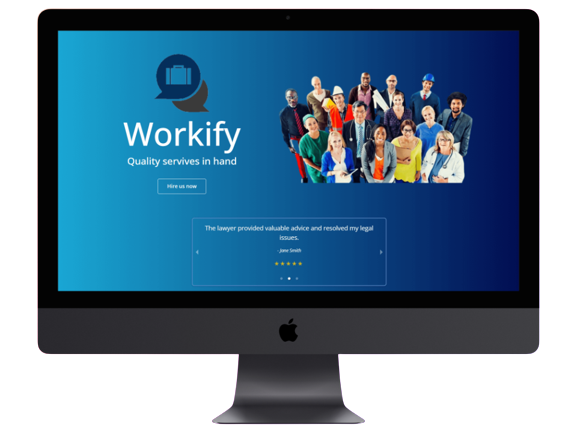 Workify
Quality servives in hand
Hire us now
The lawyer provided valuable advice and resolved my legal
issues.
- Jane Smith